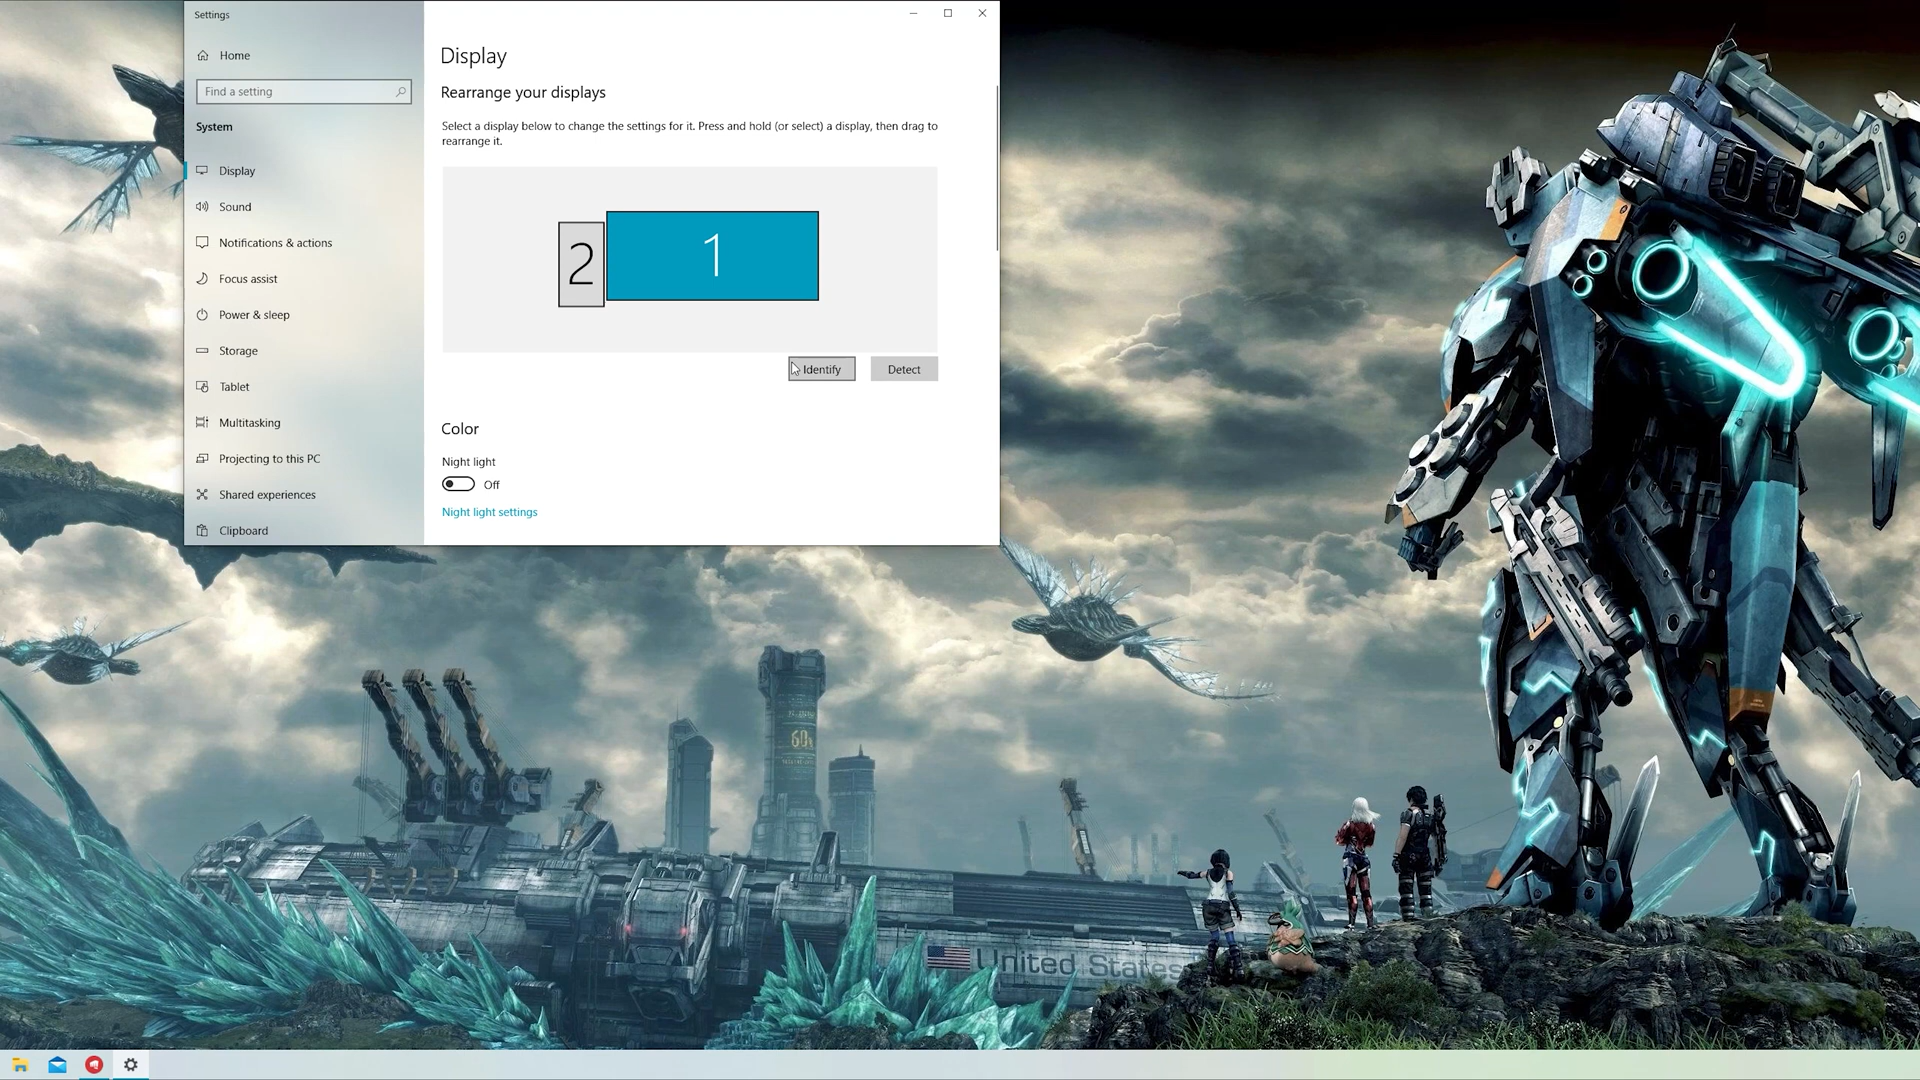 Settings
Home
Find a setting
System
Display
Sound
Notifications & actions
Focus assist
Power & sleep
Storage
Tablet
Multitasking
Projecting to this PC
Shared experiences
Clipboard
Display
Rearrange your displays
Select a display below to change the settings for it. Press and hold (or select) a display, then drag to
rearrange it.
2
1
Identify
Detect
Color
Night light
Off
Night light settings
60
United States